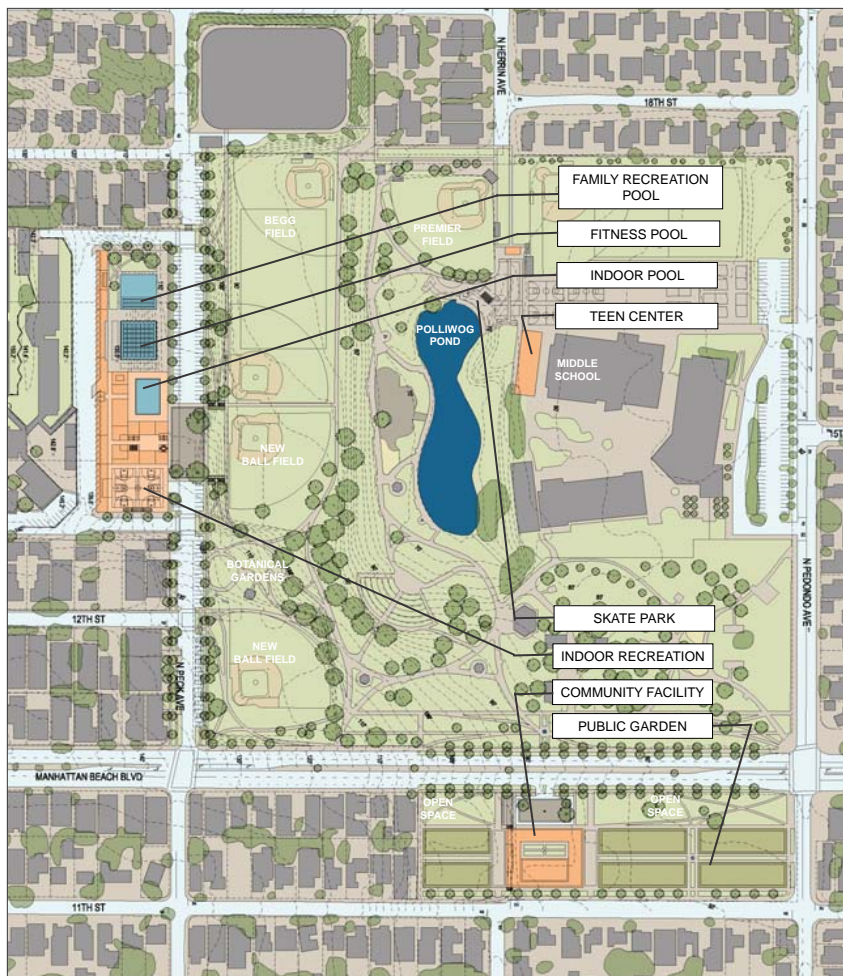 N HERRIN AVE
18TH ST
FAMILY RECREATION
POOL
FITNESS POOL
INDOOR POOL
TEEN CENTER
BEGG
FIELD
PREMIER
FIELD
POLLIWOG
POND
MIDDLE
SCHOOL
15T
NEW
BALL FIELD
BOTANICAL
GARDENS
12TH ST
N PECK AVE
NEW
BALL FIELD
N PEDONDO AVE
SKATE PARK
INDOOR RECREATION
COMMUNITY FACILITY
PUBLIC GARDEN
MANHATTAN BEACH BLVD
OPEN
SPACE
OPEN
SPACE
11TH ST